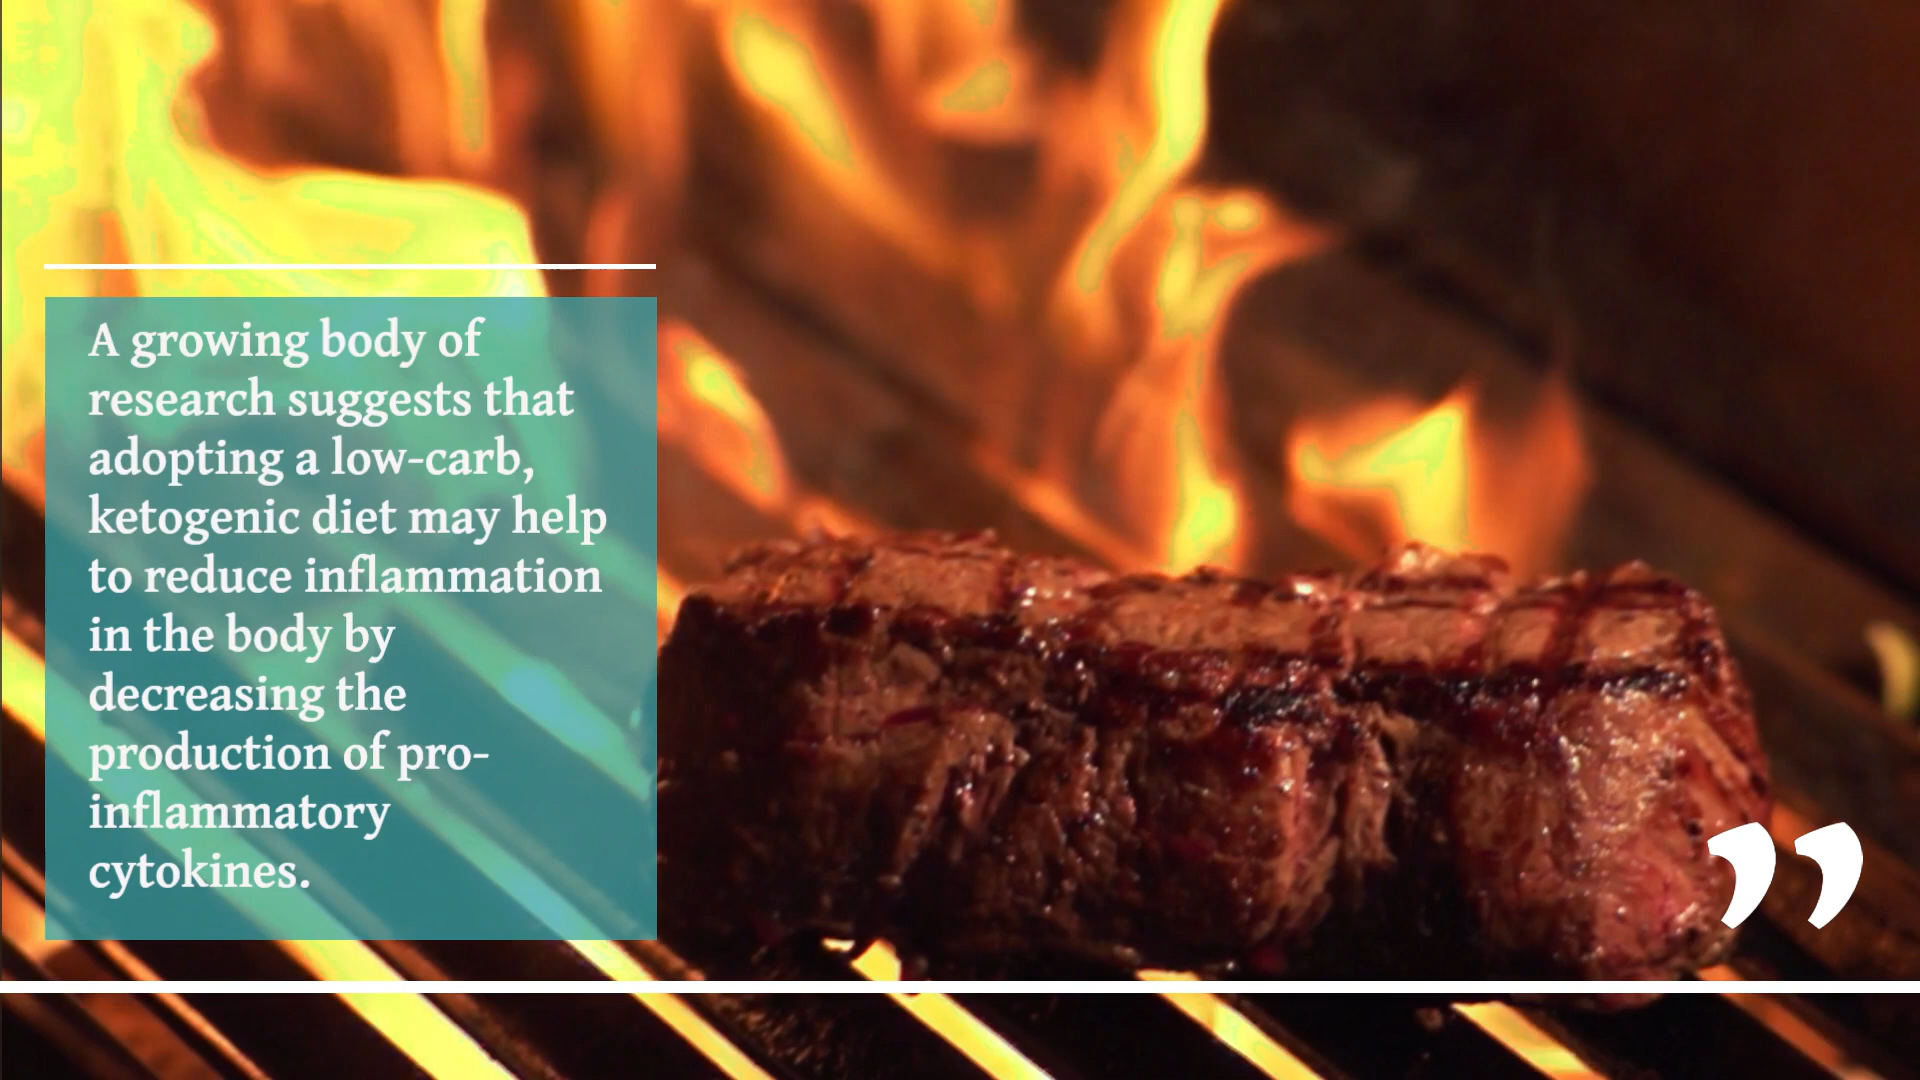 A growing body of
research suggests that
adopting a low-carb,
ketogenic diet may help
to reduce inflammation
in the body by
decreasing the
production of pro-
inflammatory
cytokines.
”